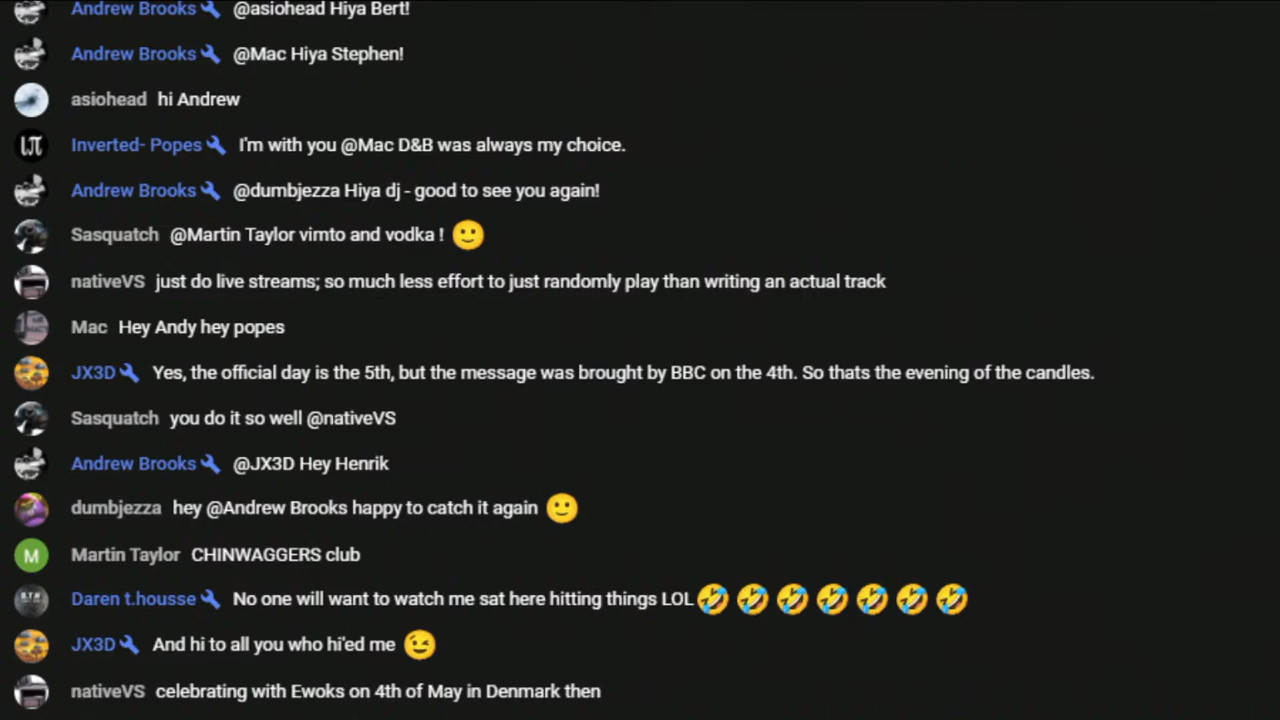 Andrew Brooks @asiohead Hiya Bert!
Andrew Brooks @Mac Hiya Stephen!
asiohead hi Andrew
Inverted- Popes I'm with you @Mac D&B was always my choice.
Andrew Brooks @dumbjezza Hiya dj - good to see you again!
Sasquatch @Martin Taylor vimto and vodka ! 🙂
nativeVS just do live streams; so much less effort to just randomly play than writing an actual track
Mac Hey Andy hey popes
JX3D Yes, the official day is the 5th, but the message was brought by BBC on the 4th. So thats the evening of the candles.
Sasquatch you do it so well @nativeVS
Andrew Brooks @JX3D Hey Henrik
dumbjezza hey @Andrew Brooks happy to catch it again 🙂
M Martin Taylor CHINWAGGERS club
Daren t.housse No one will want to watch me sat here hitting things LOL🤣🤣🤣🤣🤣🤣🤣
JX3D And hi to all you who hi'ed me 😉
nativeVS celebrating with Ewoks on 4th of May in Denmark then